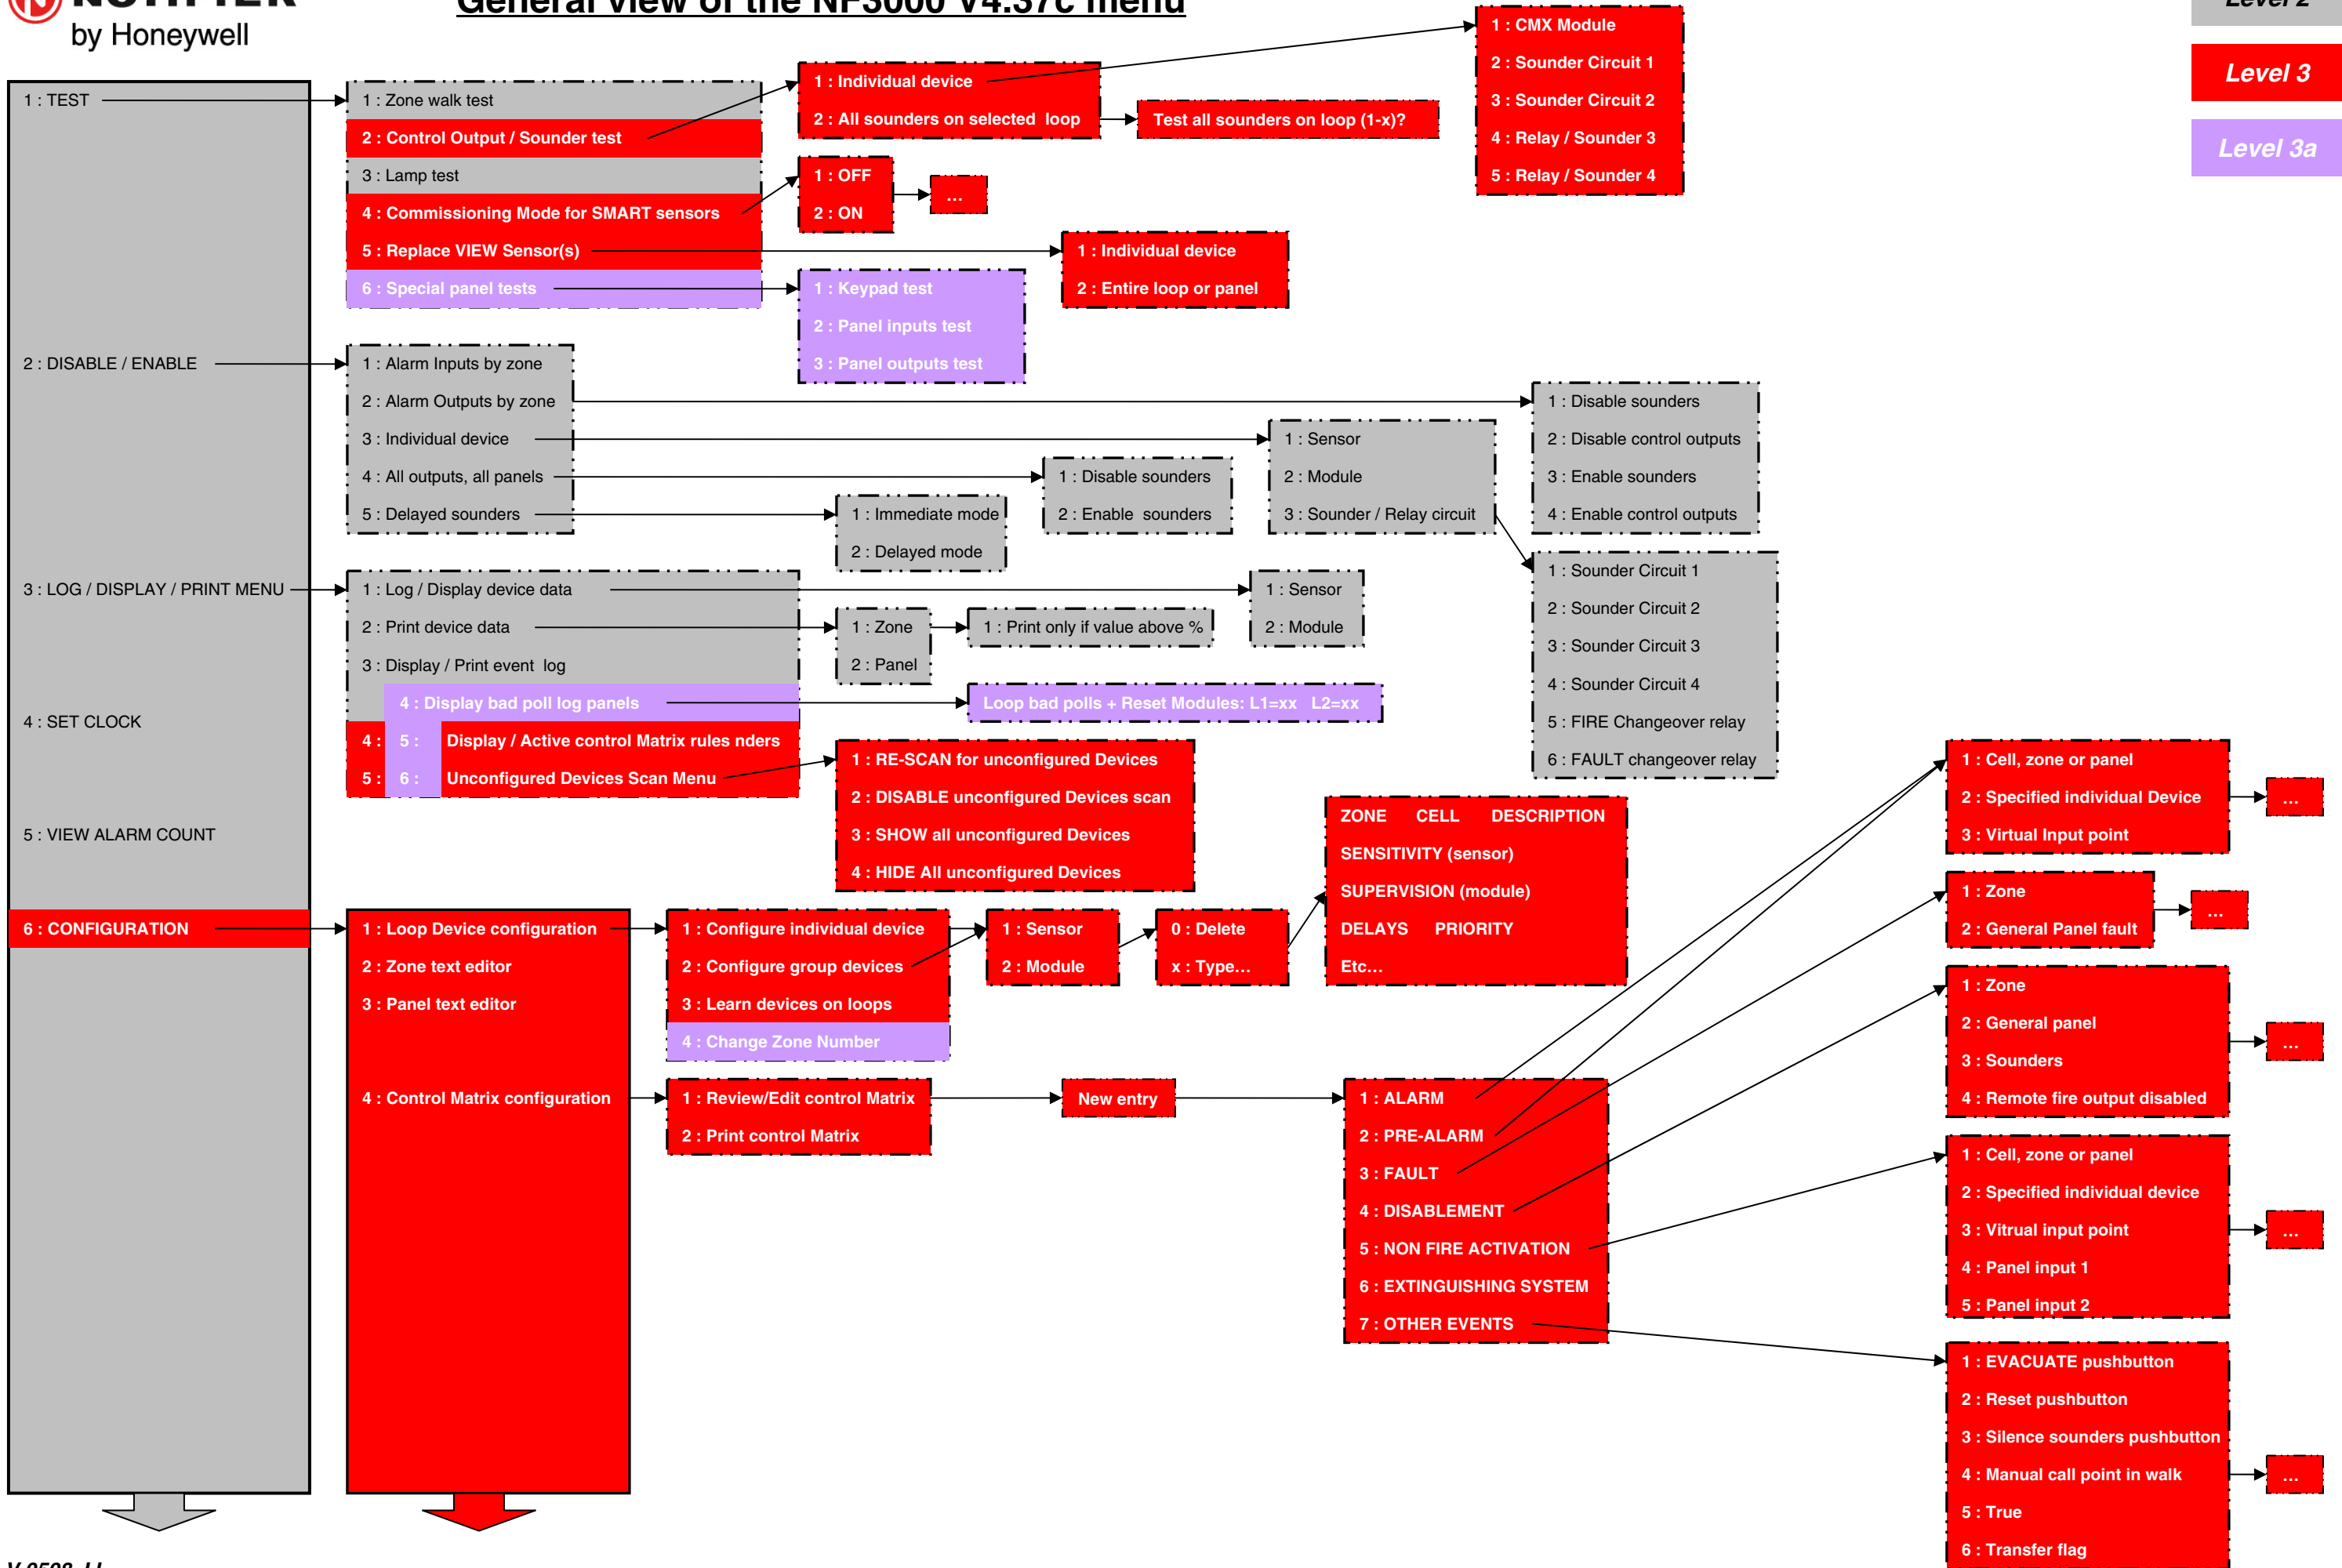 NOTIFIER
by Honeywell
General view of the NF3000 V4.37c menu
Level 2
Level 3
Level 3a
1 : TEST
1 : Zone walk test
2 : Control Output / Sounder test
3 : Lamp test
4 : Commissioning Mode for SMART sensors
5 : Replace VIEW Sensor(s)
6 : Special panel tests
1 : Individual device
2 : All sounders on selected loop
Test all sounders on loop (1-x)?
1 : CMX Module
2 : Sounder Circuit 1
3 : Sounder Circuit 2
4 : Relay / Sounder 3
5 : Relay / Sounder 4
1 : OFF
2 : ON
...
1 : Individual device
2 : Entire loop or panel
1 : Keypad test
2 : Panel inputs test
3 : Panel outputs test
2 : DISABLE / ENABLE
1 : Alarm Inputs by zone
2 : Alarm Outputs by zone
3 : Individual device
4 : All outputs, all panels
5 : Delayed sounders
1 : Immediate mode
2 : Delayed mode
1 : Disable sounders
2 : Enable sounders
1 : Sensor
2 : Module
3 : Sounder / Relay circuit
1 : Disable sounders
2 : Disable control outputs
3 : Enable sounders
4 : Enable control outputs
1 : Sounder Circuit 1
2 : Sounder Circuit 2
3 : Sounder Circuit 3
4 : Sounder Circuit 4
5 : FIRE Changeover relay
6 : FAULT changeover relay
3 : LOG / DISPLAY / PRINT MENU
1 : Log / Display device data
2 : Print device data
3 : Display / Print event log
4 : Display bad poll log panels
4 : 5 : Display / Active control Matrix rules nders
5 : 6 : Unconfigured Devices Scan Menu
1 : Zone
2 : Panel
1 : Print only if value above %
1 : Sensor
2 : Module
Loop bad polls + Reset Modules: L1=xx L2=xx
1 : RE-SCAN for unconfigured Devices
2 : DISABLE unconfigured Devices scan
3 : SHOW all unconfigured Devices
4 : HIDE All unconfigured Devices
4 : SET CLOCK
5 : VIEW ALARM COUNT
6 : CONFIGURATION
1 : Loop Device configuration
2 : Zone text editor
3 : Panel text editor
4 : Control Matrix configuration
1 : Configure individual device
2 : Configure group devices
3 : Learn devices on loops
4 : Change Zone Number
1 : Sensor
2 : Module
0 : Delete
x : Type...
ZONE CELL DESCRIPTION
SENSITIVITY (sensor)
SUPERVISION (module)
DELAYS PRIORITY
Etc...
1 : Review/Edit control Matrix
2 : Print control Matrix
New entry
1 : ALARM
2 : PRE-ALARM
3 : FAULT
4 : DISABLEMENT
5 : NON FIRE ACTIVATION
6 : EXTINGUISHING SYSTEM
7 : OTHER EVENTS
1 : Cell, zone or panel
2 : Specified individual Device
3 : Virtual Input point
...
1 : Zone
2 : General Panel fault
...
1 : Zone
2 : General panel
3 : Sounders
4 : Remote fire output disabled
...
1 : Cell, zone or panel
2 : Specified individual device
3 : Vitrual input point
4 : Panel input 1
5 : Panel input 2
...
1 : EVACUATE pushbutton
2 : Reset pushbutton
3 : Silence sounders pushbutton
4 : Manual call point in walk
5 : True
6 : Transfer flag
...